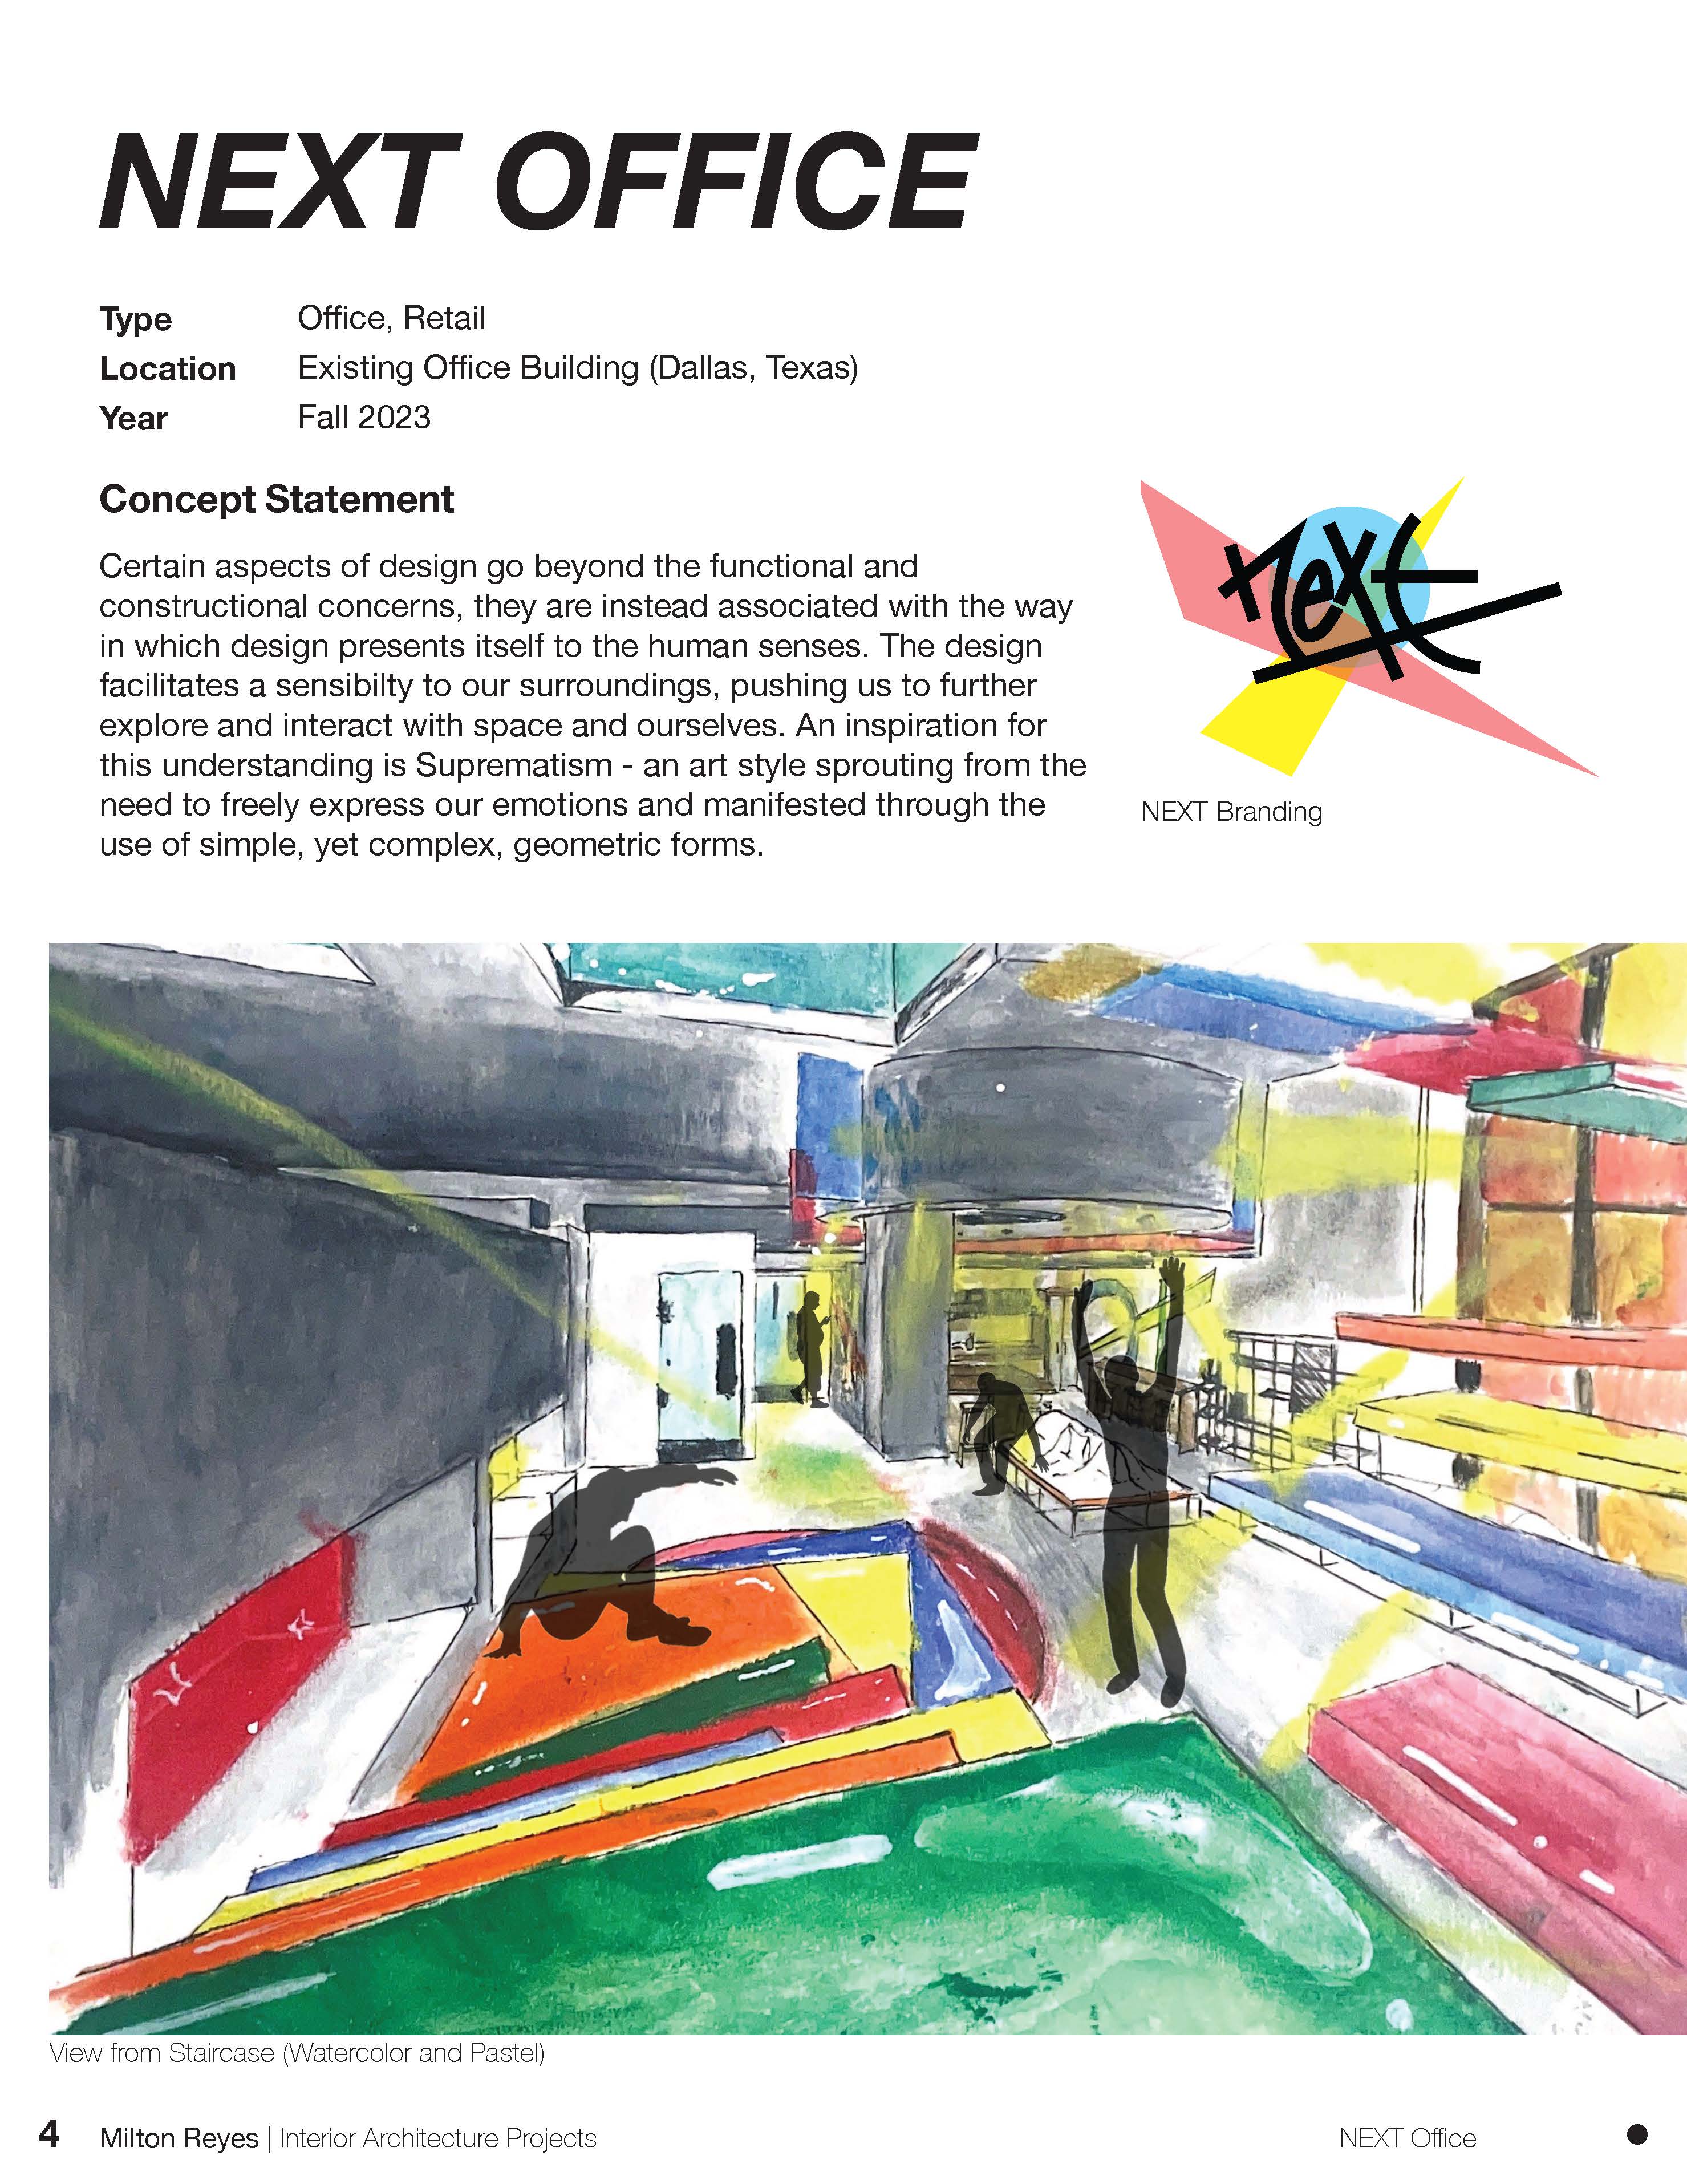 NEXT OFFICE
Type Office, Retail
Location Existing Office Building (Dallas, Texas)
Year Fall 2023
Concept Statement
Certain aspects of design go beyond the functional and
constructional concerns, they are instead associated with the way
in which design presents itself to the human senses. The design
facilitates a sensibilty to our surroundings, pushing us to further
explore and interact with space and ourselves. An inspiration for
this understanding is Suprematism - an art style sprouting from the
need to freely express our emotions and manifested through the
use of simple, yet complex, geometric forms.
next
NEXT Branding
View from Staircase (Watercolor and Pastel)
4 Milton Reyes | Interior Architecture Projects
NEXT Office